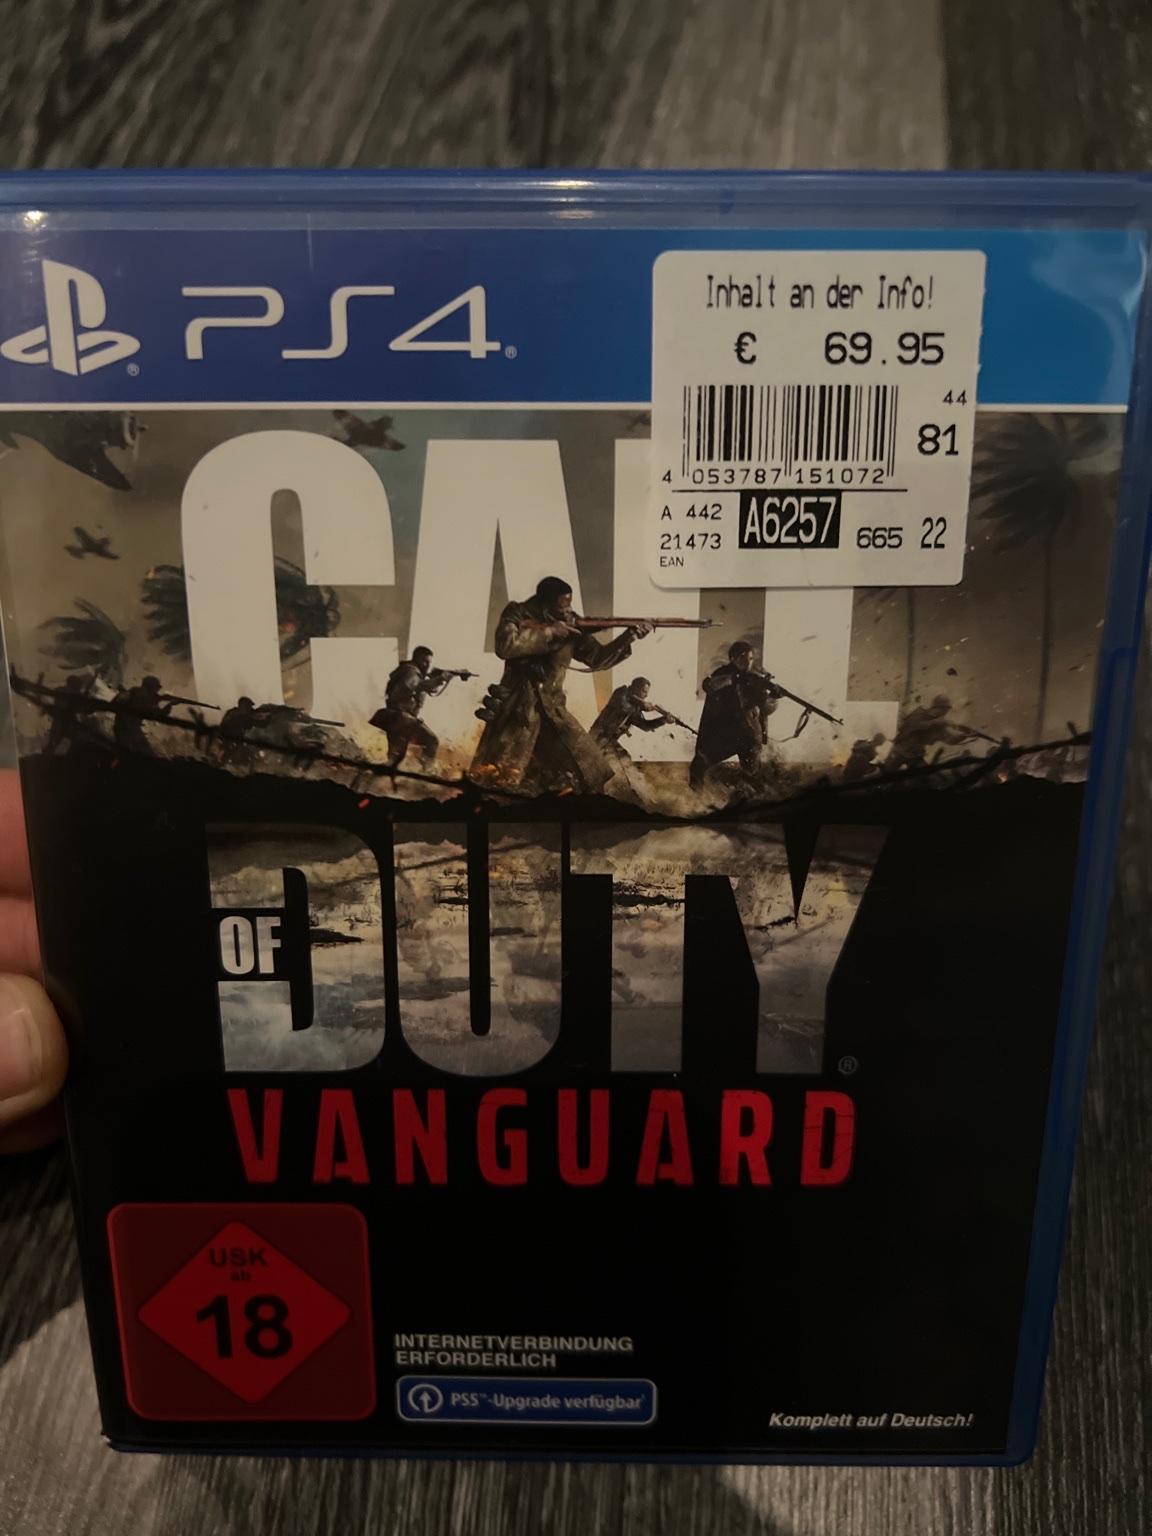 PS4®
Inhalt an der Info!
€ 69.95
44
81
4 053787 151072
A 442
21473
EAN
A6257
665 22
CALL
OF
DUTY®
VANGUARD
USK
ab
18
INTERNETVERBINDUNG
ERFORDERLICH
PS5™-Upgrade verfügbar
Komplett auf Deutsch!